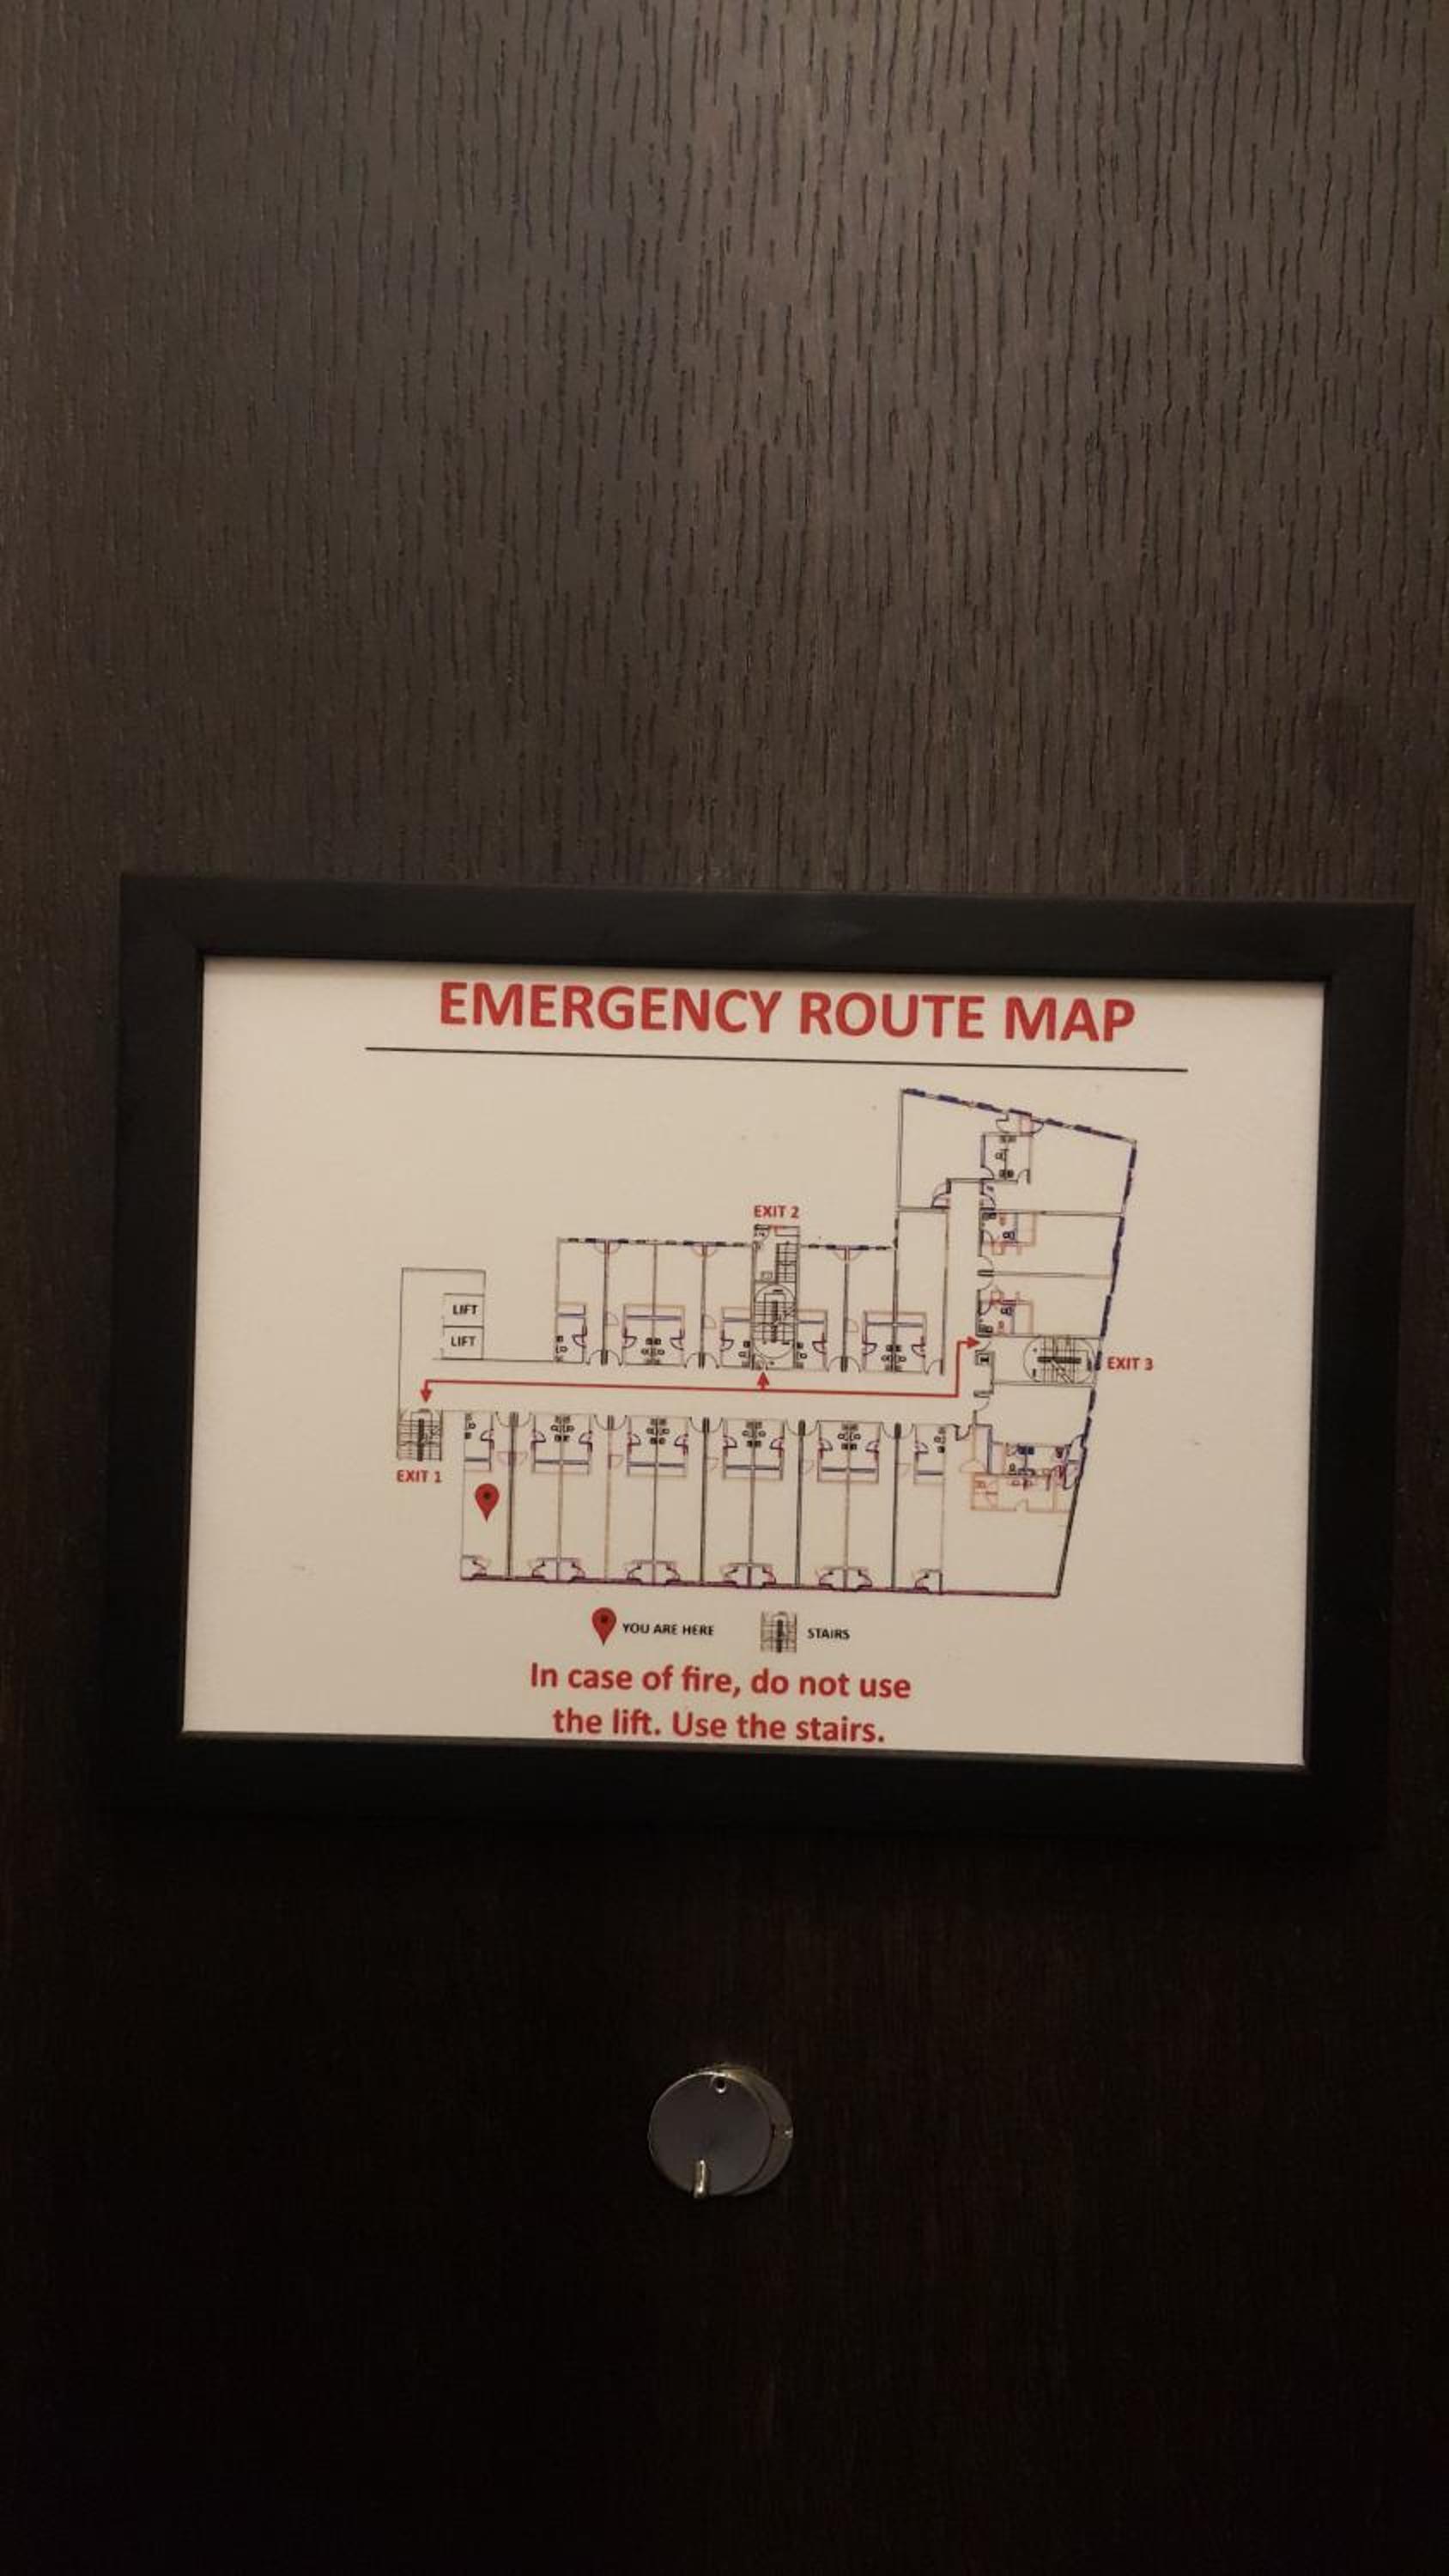 EMERGENCY ROUTE MAP
EXIT 2
LIFT
LIFT
EXIT 3
EXIT 1
YOU ARE HERE
STAIRS
In case of fire, do not use
the lift. Use the stairs.